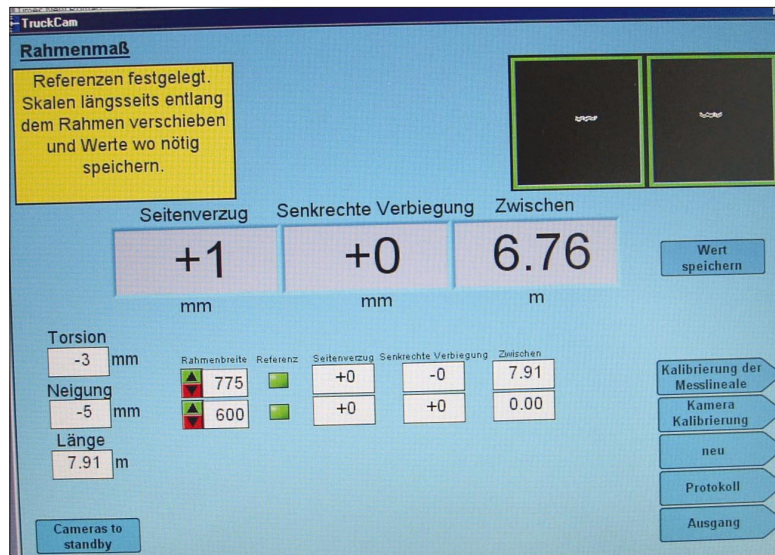 TruckCam
Rahmenmaß
Referenzen festgelegt.
Skalen längsseits entlang
dem Rahmen verschieben
und Werte wo nötig
speichern.
Seitenverzug Senkrechte Verbiegung Zwischen
+1 +0 6.76
mm mm m
Wert
speichern
Torsion
-3 mm
Neigung
-5 mm
Länge
7.91 m
Rahmenbreite Referenz Seitenverzug Senkrechte Verbiegung Zwischen
775 +0 -0 7.91
600 +0 +0 0.00
Kalibrierung der
Messlineale
Kamera
Kalibrierung
neu
Protokoll
Ausgang
Cameras to
standby